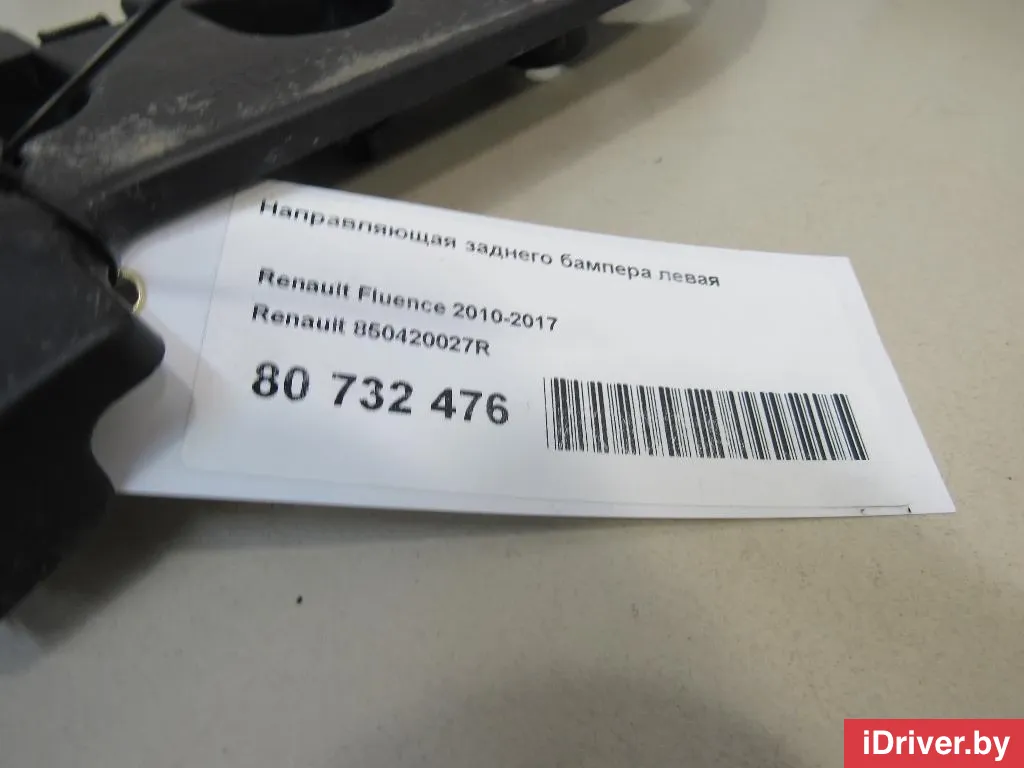 Направляющая заднего бампера левая
Renault Fluence 2010-2017
Renault 850420027R
80 732 476
iDriver.by